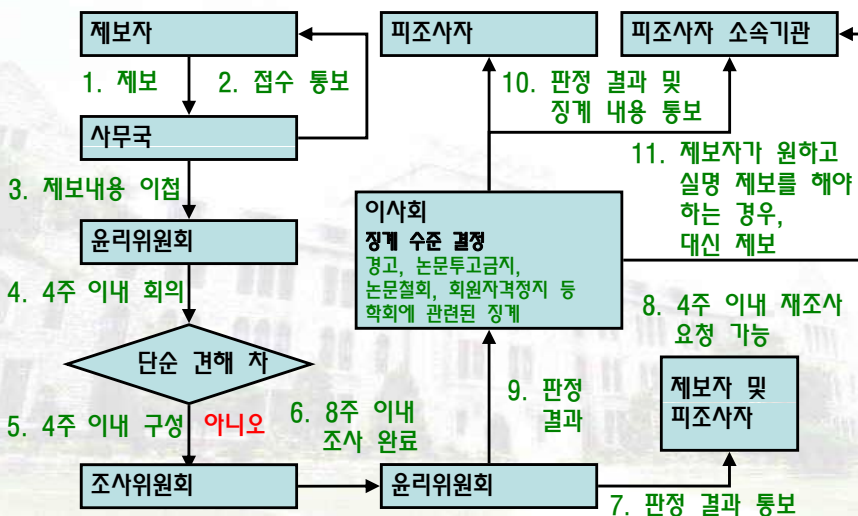 제보자
1. 제보
2. 접수 통보
사무국
3. 제보내용 이첩
윤리위원회
4. 4주 이내 회의
단순 견해 차
5. 4주 이내 구성
아니오
조사위원회
6. 8주 이내
조사 완료
윤리위원회
7. 판정 결과 통보
제보자 및
피조사자
8. 4주 이내 재조사
요청 가능
9. 판정
결과
이사회
징계 수준 결정
경고, 논문투고금지,
논문철회, 회원자격정지 등
학회에 관련된 징계
10. 판정 결과 및
징계 내용 통보
피조사자
피조사자 소속기관
11. 제보자가 원하고
실명 제보를 해야
하는 경우,
대신 제보